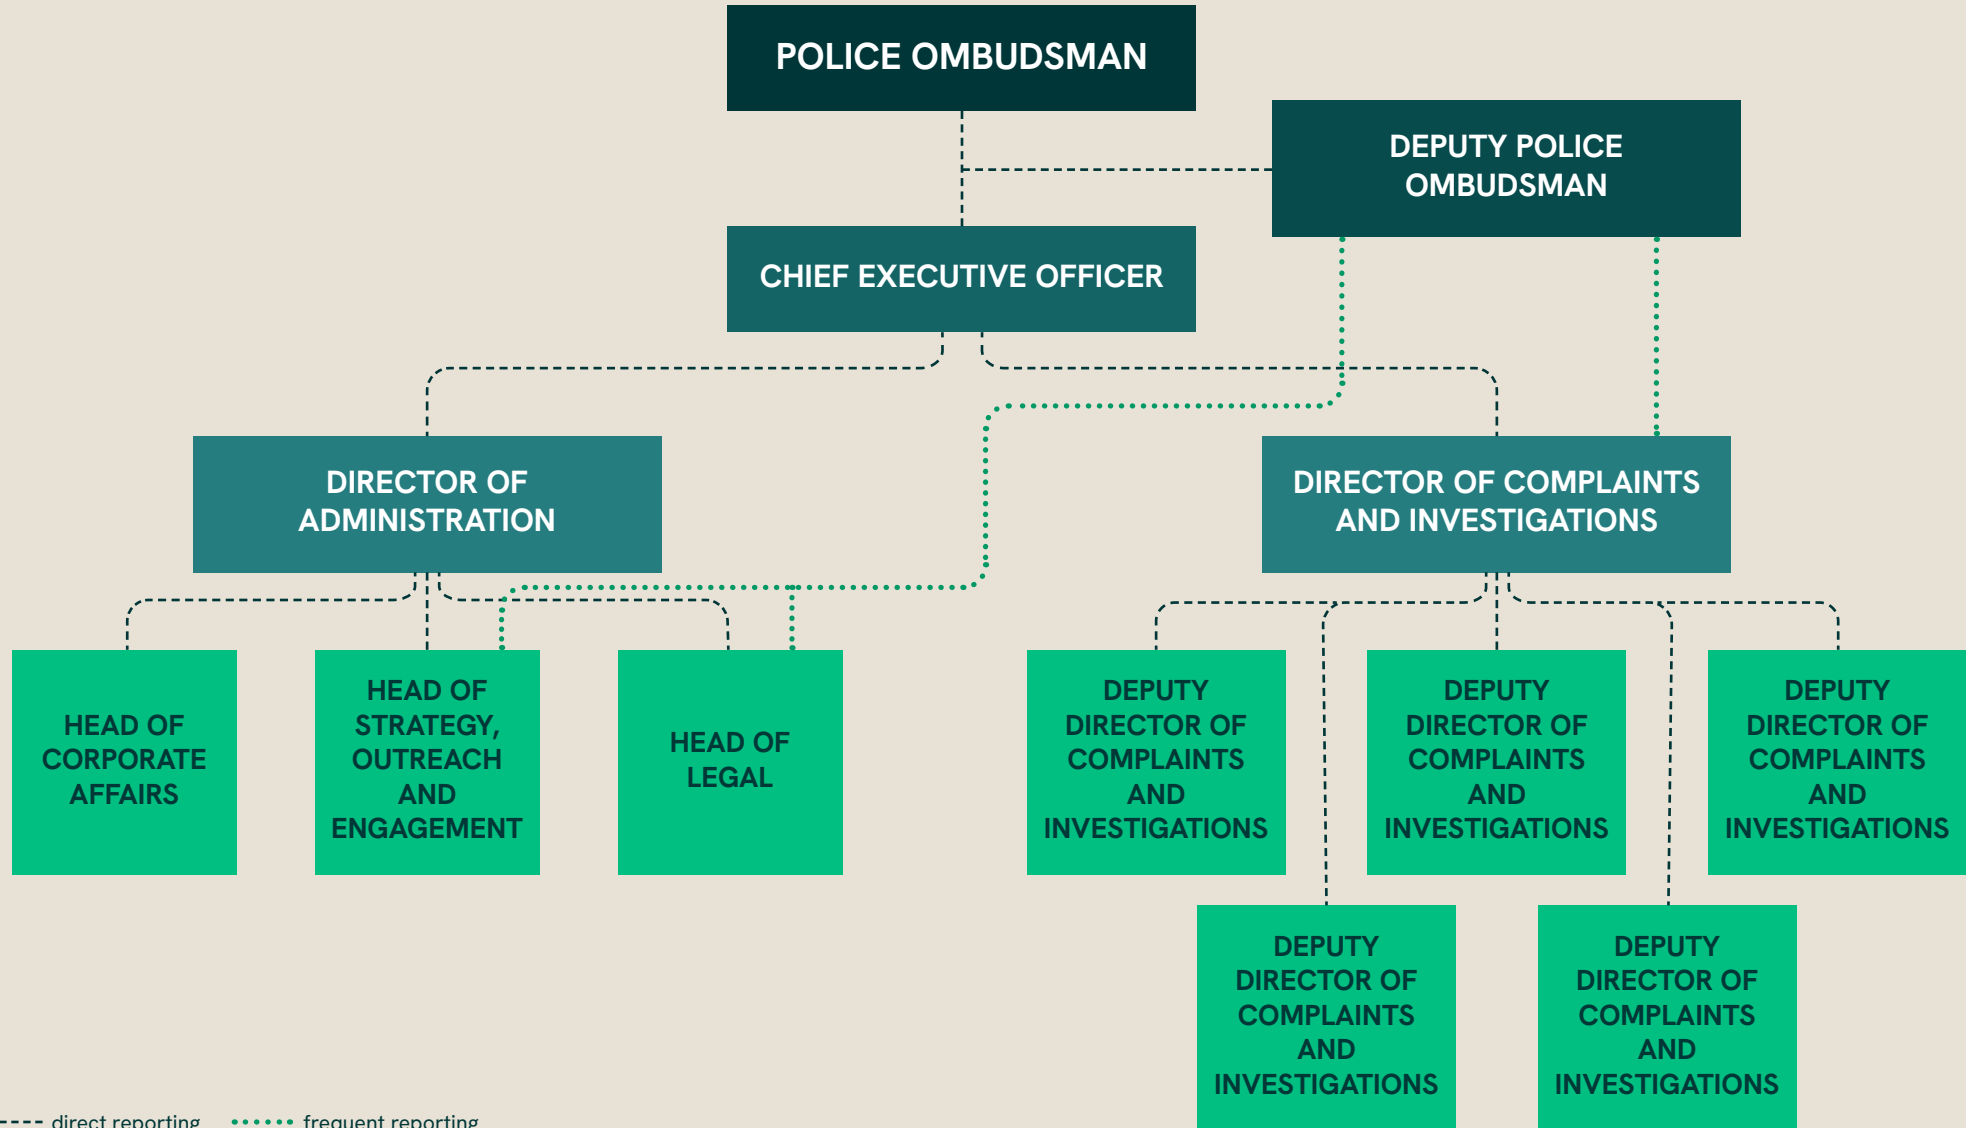 POLICE OMBUDSMAN
DEPUTY POLICE
OMBUDSMAN
CHIEF EXECUTIVE OFFICER
DIRECTOR OF
ADMINISTRATION
DIRECTOR OF COMPLAINTS
AND INVESTIGATIONS
HEAD OF
CORPORATE
AFFAIRS
HEAD OF
STRATEGY,
OUTREACH
AND
ENGAGEMENT
HEAD OF
LEGAL
DEPUTY
DIRECTOR OF
COMPLAINTS
AND
INVESTIGATIONS
DEPUTY
DIRECTOR OF
COMPLAINTS
AND
INVESTIGATIONS
DEPUTY
DIRECTOR OF
COMPLAINTS
AND
INVESTIGATIONS
DEPUTY
DIRECTOR OF
COMPLAINTS
AND
INVESTIGATIONS
DEPUTY
DIRECTOR OF
COMPLAINTS
AND
INVESTIGATIONS
direct reporting
frequent reporting